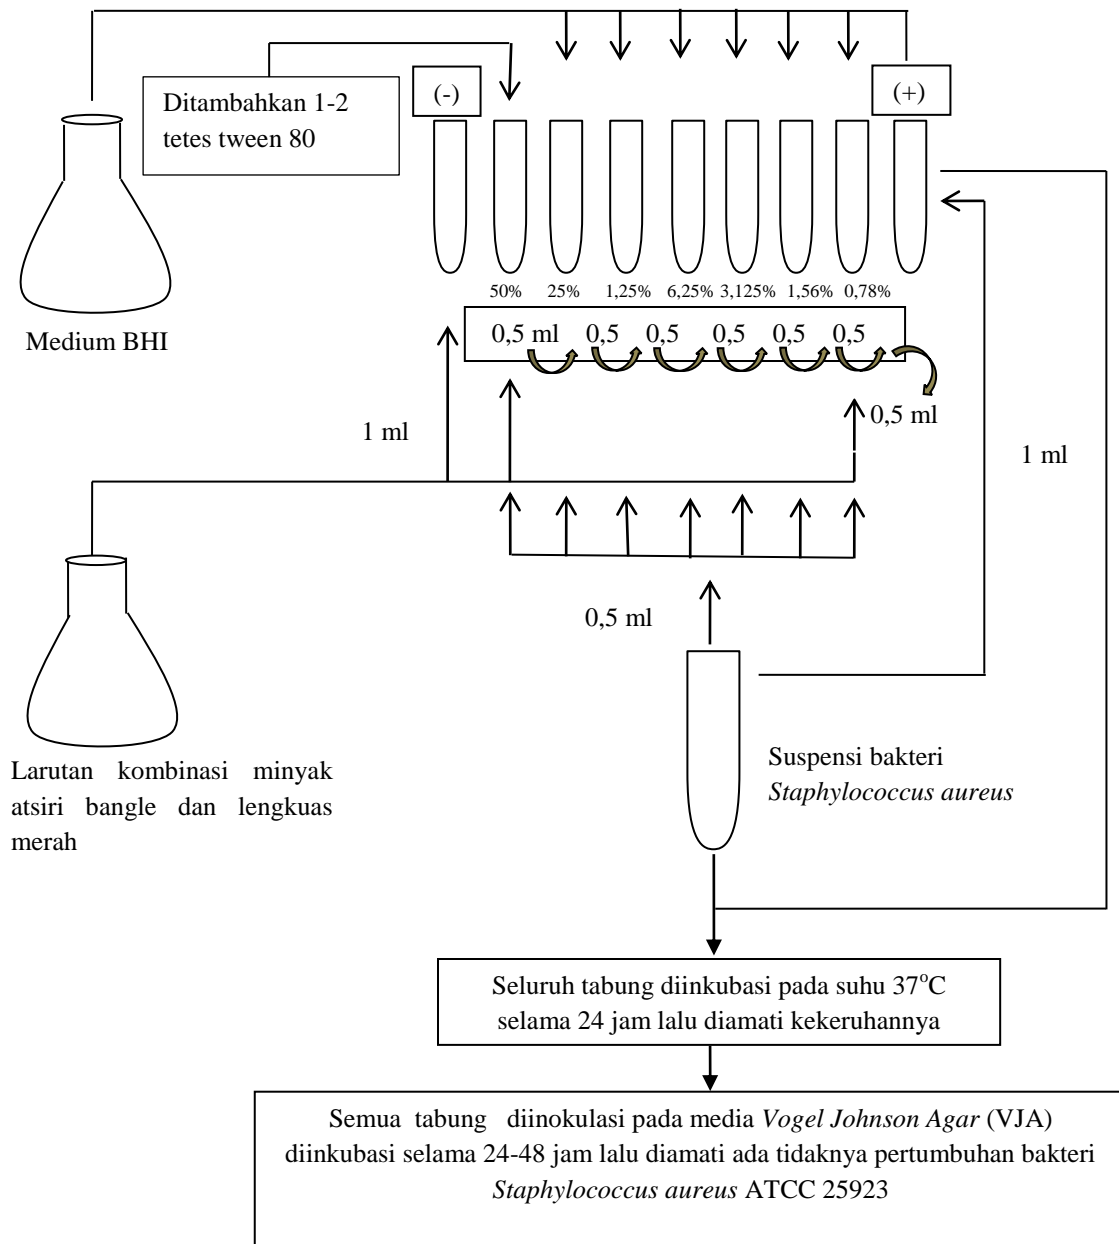 Ditambahkan 1-2
tetes tween 80
(-)
(+)
Medium BHI
50% 25% 1,25% 6,25% 3,125% 1,56% 0,78%
0,5 ml 0,5 0,5 0,5 0,5 0,5
0,5 ml
1 ml
1 ml
0,5 ml
Larutan kombinasi minyak
atsiri bangle dan lengkuas
merah
Suspensi bakteri
Staphylococcus aureus
Seluruh tabung diinkubasi pada suhu 37°C
selama 24 jam lalu diamati kekeruhannya
Semua tabung diinokulasi pada media Vogel Johnson Agar (VJA)
diinkubasi selama 24-48 jam lalu diamati ada tidaknya pertumbuhan bakteri
Staphylococcus aureus ATCC 25923